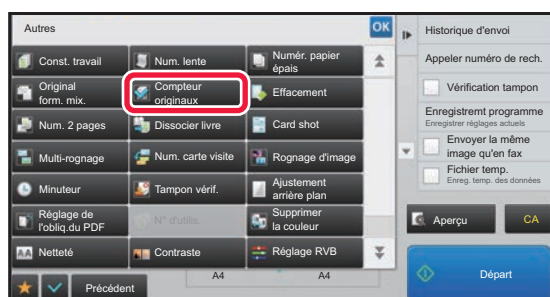 Autres
OK
Const. travail
Num. lente
Numér. papier
épais
Original
form. mix.
Compteur
originaux
Effacement
Num. 2 pages
Dissocier livre
Card shot
Multi-rognage
Num. carte visite
Rognage d'image
Minuteur
Tampon vérif.
Ajustement
arrière plan
Réglage de
l'obliq.du PDF
N° d'utilis.
Supprimer
la couleur
Netteté
Contraste
Réglage RVB
Précédent
A4
A4
Historique d'envoi
Appeler numéro de rech.
Vérification tampon
Enregistremt programme
Enregistrer réglages actuels
Envoyer la même
image qu'en fax
Fichier temp.
Enreg. temp. des données
Aperçu
CA
Départ